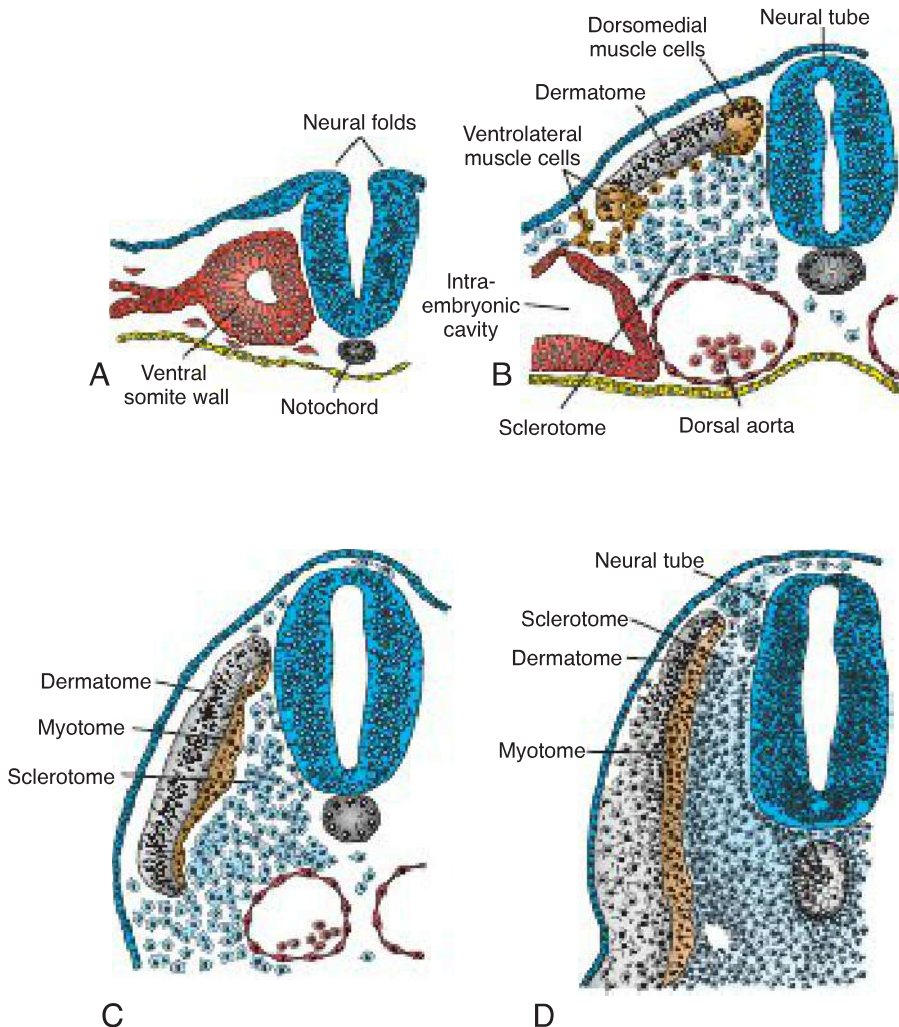 Neural folds
A
Ventral
somite wall
Notochord
Neural tube
Dorsomedial
muscle cells
Dermatome
Ventrolateral
muscle cells
Intra-
embryonic
cavity
B
Sclerotome
Dorsal aorta
Dermatome
Myotome
Sclerotome
C
Neural tube
Sclerotome
Dermatome
Myotome
D